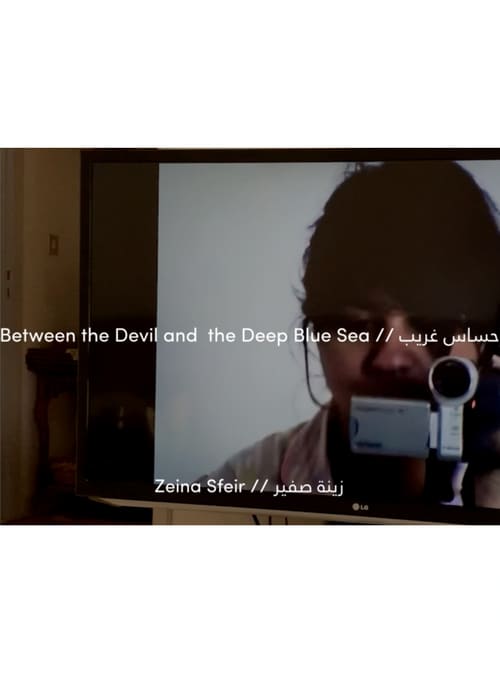 Between the Devil and  the Deep Blue Sea // حساس غريب
Zeina Sfeir // زينة صفير
LG